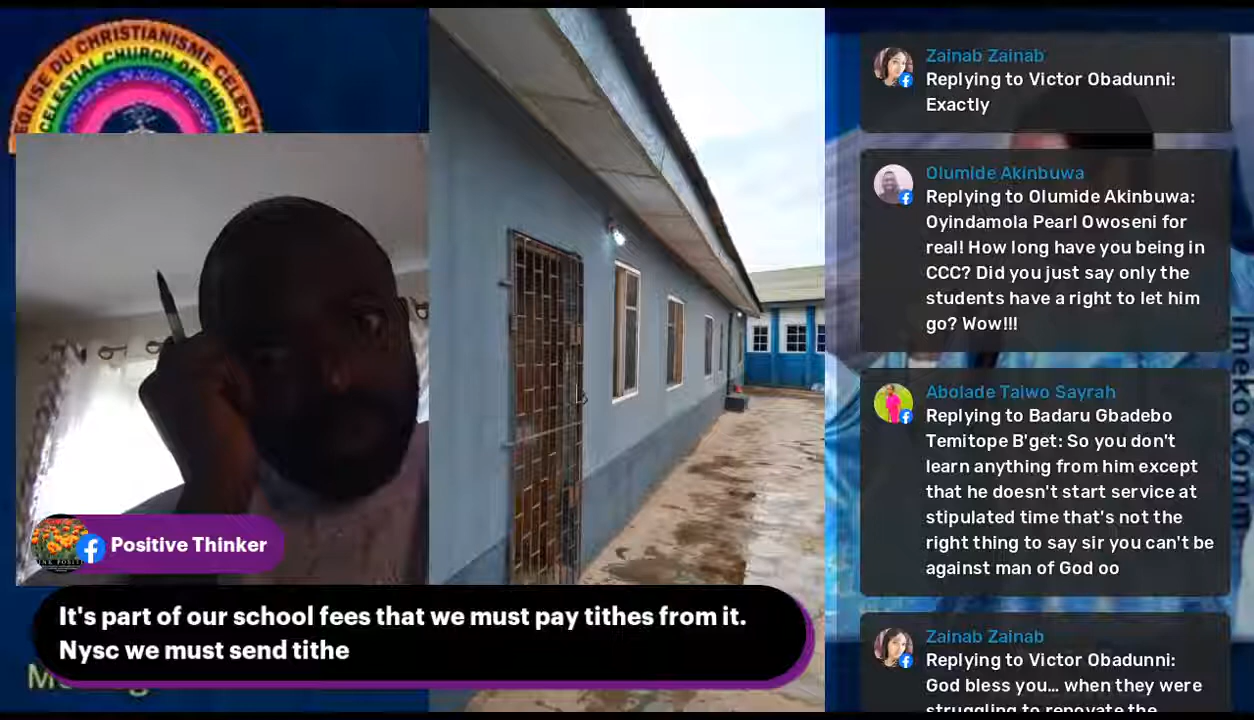 EGLISE DU CHRISTIANISME CELESTE
CELESTIAL CHURCH OF CHRIST
Positive Thinker
It's part of our school fees that we must pay tithes from it.
Nysc we must send tithe
Zainab Zainab
Replying to Victor Obadunni:
Exactly
Olumide Akinbuwa
Replying to Olumide Akinbuwa:
Oyindamola Pearl Owoseni for
real! How long have you being in
CCC? Did you just say only the
students have a right to let him
go? Wow!!!
Abolade Taiwo Sayrah
Replying to Badaru Gbadebo
Temitope B'get: So you don't
learn anything from him except
that he doesn't start service at
stipulated time that's not the
right thing to say sir you can't be
against man of God oo
Zainab Zainab
Replying to Victor Obadunni:
God bless you... when they were
struggling to renovate the